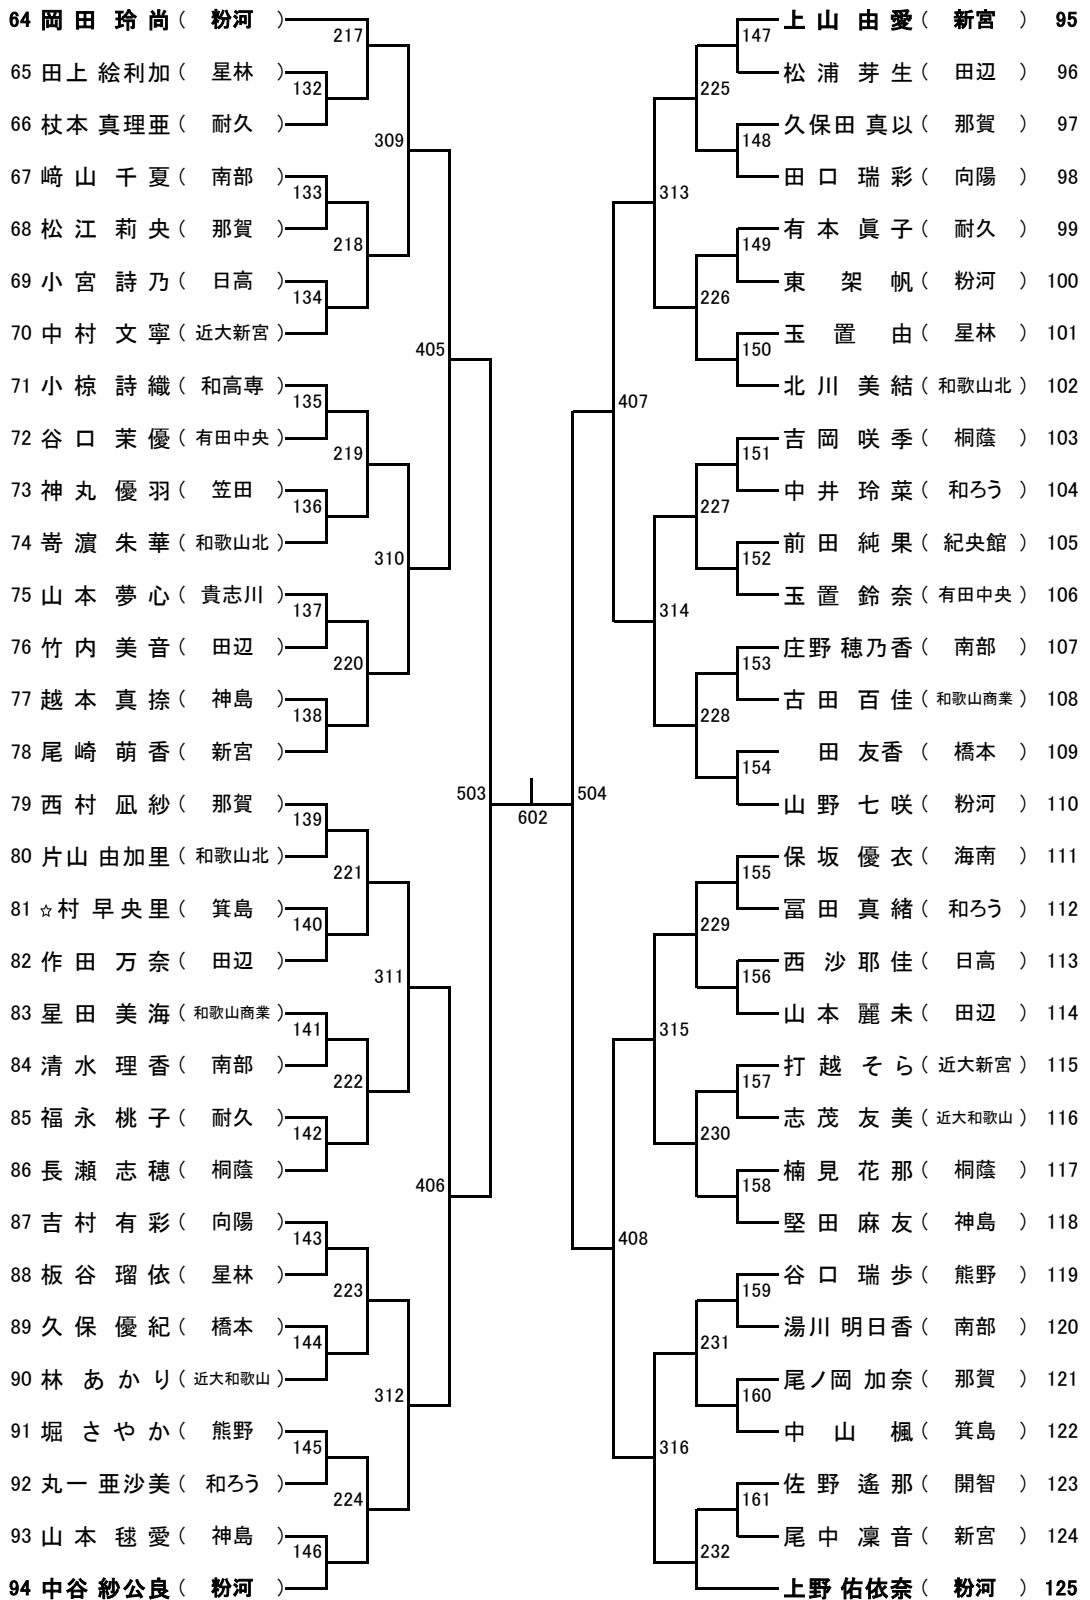 64 岡田 玲尚 ( 粉河 )
217
65 田上 絵利加 ( 星林 )
132
66 杖本 真理亜 ( 耐久 )
309
67 﨑山 千夏 ( 南部 )
133
68 松江 莉央 ( 那賀 )
218
69 小宮 詩乃 ( 日高 )
134
70 中村 文寧 ( 近大新宮 )
405
71 小椋 詩織 ( 和高専 )
135
72 谷口 茉優 ( 有田中央 )
219
73 神丸 優羽 ( 笠田 )
136
74 嵜濵 朱華 ( 和歌山北 )
310
75 山本 夢心 ( 貴志川 )
137
76 竹内 美音 ( 田辺 )
220
77 越本 真捺 ( 神島 )
138
78 尾崎 萌香 ( 新宮 )
503
79 西村 凪紗 ( 那賀 )
139
80 片山 由加里 ( 和歌山北 )
221
81 ☆村 早央里 ( 箕島 )
140
82 作田 万奈 ( 田辺 )
311
83 星田 美海 ( 和歌山商業 )
141
84 清水 理香 ( 南部 )
222
85 福永 桃子 ( 耐久 )
142
86 長瀬 志穂 ( 桐蔭 )
406
87 吉村 有彩 ( 向陽 )
143
88 板谷 瑠依 ( 星林 )
223
89 久保 優紀 ( 橋本 )
144
90 林 あかり ( 近大和歌山 )
312
91 堀 さやか ( 熊野 )
145
92 丸一 亜沙美 ( 和ろう )
224
93 山本 毬愛 ( 神島 )
146
94 中谷 紗公良 ( 粉河 )
602
上山 由愛 ( 新宮 ) 95
147
松浦 芽生 ( 田辺 ) 96
225
久保田 真以 ( 那賀 ) 97
148
田口 瑞彩 ( 向陽 ) 98
313
有本 眞子 ( 耐久 ) 99
149
東 架帆 ( 粉河 ) 100
226
玉置 由 ( 星林 ) 101
150
北川 美結 ( 和歌山北 ) 102
407
吉岡 咲季 ( 桐蔭 ) 103
151
中井 玲菜 ( 和ろう ) 104
227
前田 純果 ( 紀央館 ) 105
152
玉置 鈴奈 ( 有田中央 ) 106
314
庄野 穂乃香 ( 南部 ) 107
153
古田 百佳 ( 和歌山商業 ) 108
228
田 友香 ( 橋本 ) 109
154
山野 七咲 ( 粉河 ) 110
504
保坂 優衣 ( 海南 ) 111
155
冨田 真緒 ( 和ろう ) 112
229
西 沙耶佳 ( 日高 ) 113
156
山本 麗未 ( 田辺 ) 114
315
打越 そら ( 近大新宮 ) 115
157
志茂 友美 ( 近大和歌山 ) 116
230
楠見 花那 ( 桐蔭 ) 117
158
堅田 麻友 ( 神島 ) 118
408
谷口 瑞歩 ( 熊野 ) 119
159
湯川 明日香 ( 南部 ) 120
231
尾ノ岡 加奈 ( 那賀 ) 121
160
中山 楓 ( 箕島 ) 122
316
佐野 遙那 ( 開智 ) 123
161
尾中 凜音 ( 新宮 ) 124
232
上野 佑依奈 ( 粉河 ) 125